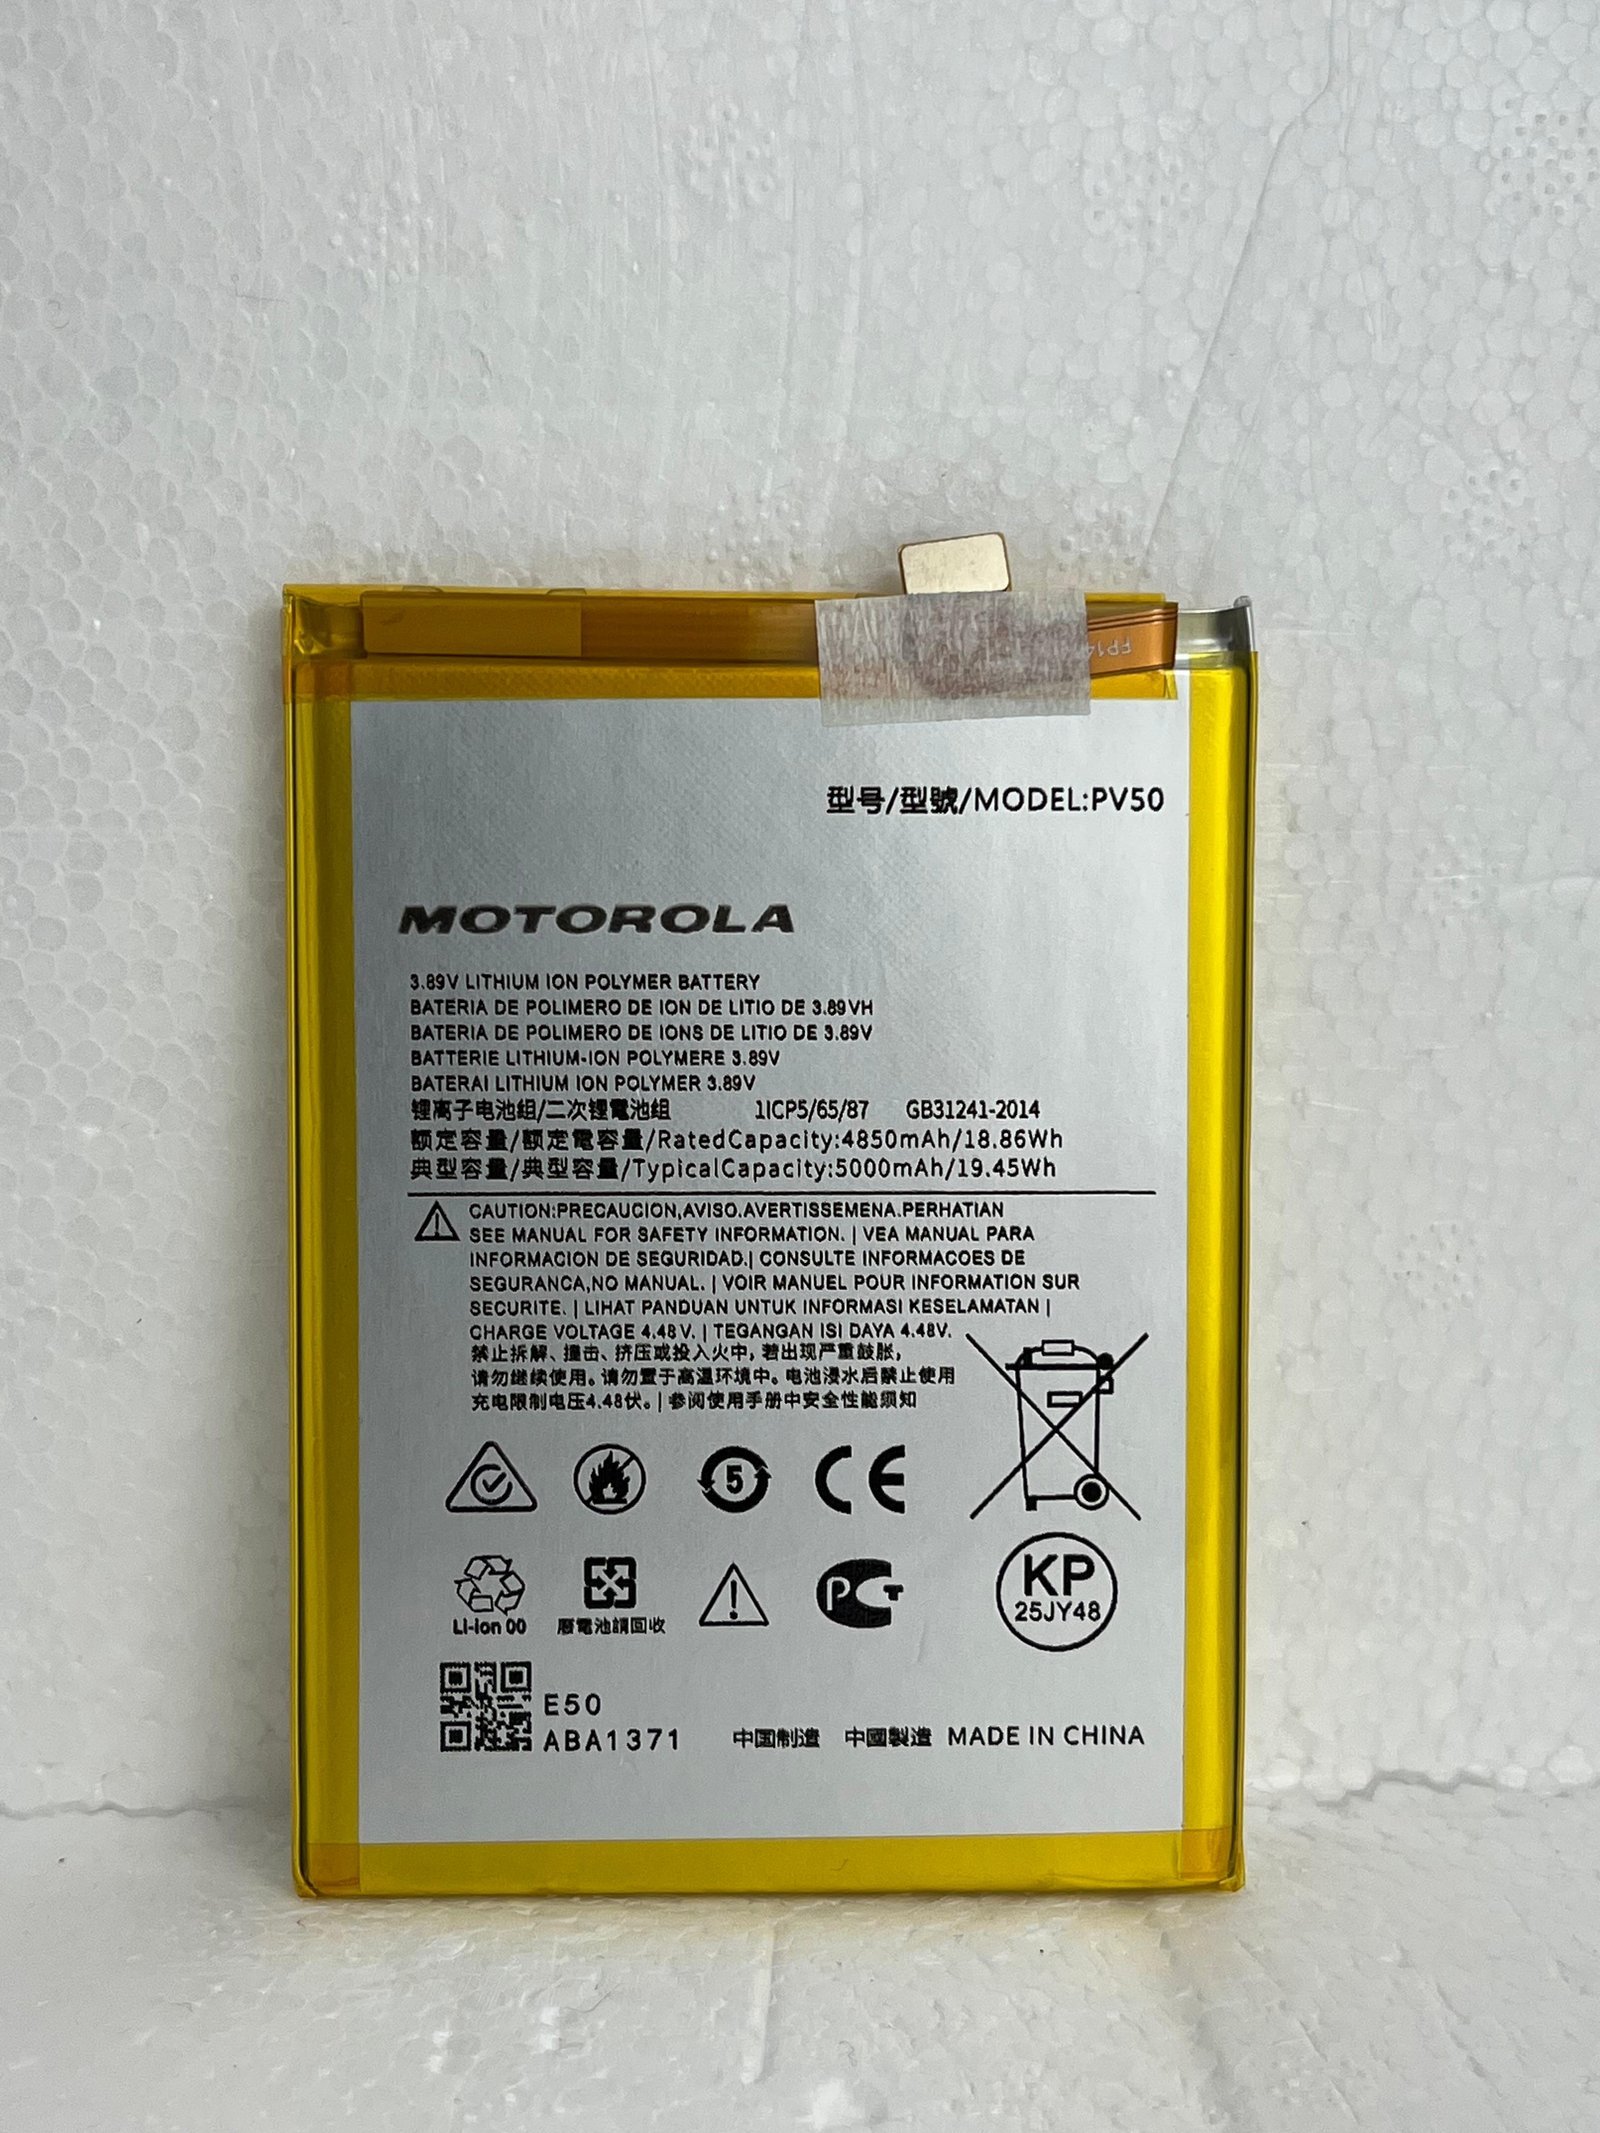 FP14
型号/型號/MODEL:PV50
MOTOROLA
3.89V LITHIUM ION POLYMER BATTERY
BATERIA DE POLIMERO DE ION DE LITIO DE 3.89VH
BATERIA DE POLIMERO DE IONS DE LITIO DE 3.89V
BATTERIE LITHIUM-ION POLYMERE 3.89V
BATERAI LITHIUM ION POLYMER 3.89V
锂离子电池组/二次锂電池組 1ICP5/65/87 GB31241-2014
额定容量/額定電容量/RatedCapacity:4850mAh/18.86Wh
典型容量/典型容量/TypicalCapacity:5000mAh/19.45Wh
CAUTION:PRECAUCION,AVISO.AVERTISSEMENA.PERHATIAN
SEE MANUAL FOR SAFETY INFORMATION. | VEA MANUAL PARA
INFORMACION DE SEGURIDAD.| CONSULTE INFORMACOES DE
SEGURANCA,NO MANUAL. | VOIR MANUEL POUR INFORMATION SUR
SECURITE. | LIHAT PANDUAN UNTUK INFORMASI KESELAMATAN |
CHARGE VOLTAGE 4.48V. | TEGANGAN ISI DAYA 4.48V.
禁止拆解、撞击、挤压或投入火中，若出现严重鼓胀，
请勿继续使用。请勿置于高温环境中。电池浸水后禁止使用
充电限制电压4.48伏。| 参阅使用手册中安全性能须知
5
CE
Li-ion 00
廢電池請回收
PCT
KP
25JY48
E50
ABA1371
中国制造 中國製造 MADE IN CHINA